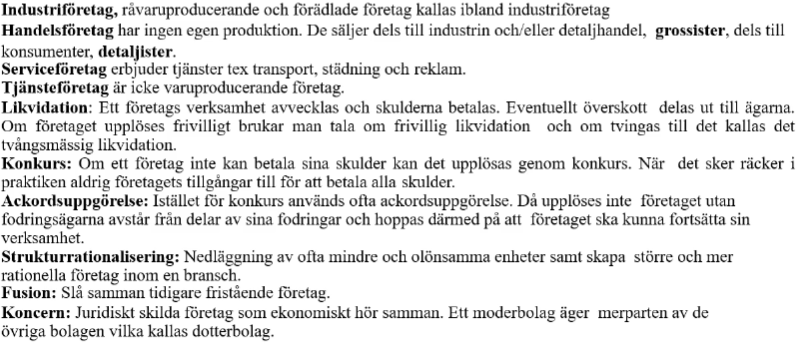 Industriföretag, råvaruproducerande och förädlade företag kallas ibland industriföretag
Handelsföretag har ingen egen produktion. De säljer dels till industrin och/eller detaljhandel, grossister, dels till
konsumenter, detaljister.
Serviceföretag erbjuder tjänster tex transport, städning och reklam.
Tjänsteföretag är icke varuproducerande företag.
Likvidation: Ett företags verksamhet avvecklas och skulderna betalas. Eventuellt överskott delas ut till ägarna.
Om företaget upplöses frivilligt brukar man tala om frivillig likvidation och om tvingas till det kallas det
tvångsmässig likvidation.
Konkurs: Om ett företag inte kan betala sina skulder kan det upplösas genom konkurs. När det sker räcker i
praktiken aldrig företagets tillgångar till för att betala alla skulder.
Ackordsuppgörelse: Istället för konkurs används ofta ackordsuppgörelse. Då upplöses inte företaget utan
fodringsägarna avstår från delar av sina fodringar och hoppas därmed på att företaget ska kunna fortsätta sin
verksamhet.
Strukturrationalisering: Nedläggning av ofta mindre och olönsamma enheter samt skapa större och mer
rationella företag inom en bransch.
Fusion: Slå samman tidigare fristående företag.
Koncern: Juridiskt skilda företag som ekonomiskt hör samman. Ett moderbolag äger merparten av de
övriga bolagen vilka kallas dotterbolag.